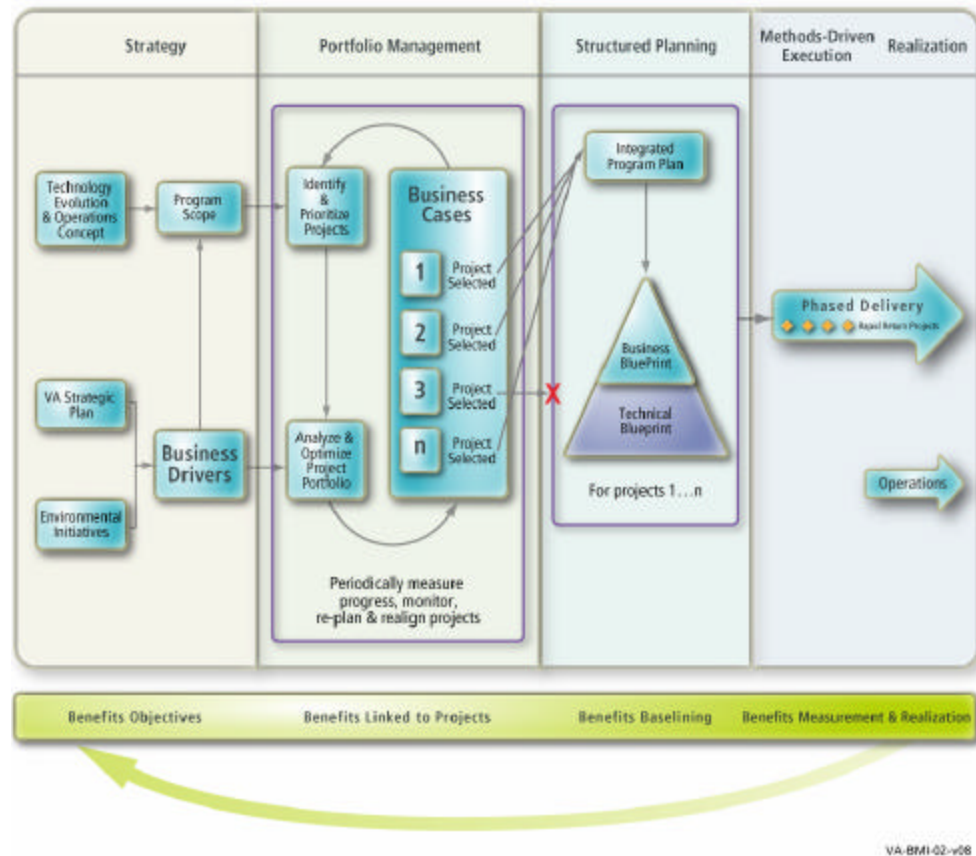 Strategy
Portfolio Management
Structured Planning
Methods-Driven
Execution
Realization
Technology
Evolution
& Operations
Concept
Program
Scope
Identify
&
Prioritize
Projects
Business
Cases
1
Project
Selected
2
Project
Selected
3
Project
Selected
n
Project
Selected
Integrated
Program Plan
Business
BluePrint
Technical
Blueprint
For projects 1...n
X
Phased Delivery
Rapid Return Projects
Operations
VA Strategic
Plan
Environmental
Initiatives
Business
Drivers
Analyze &
Optimize
Project
Portfolio
Periodically measure
progress, monitor,
re-plan & realign projects
Benefits Objectives
Benefits Linked to Projects
Benefits Baselining
Benefits Measurement & Realization
VA-BMI-02-v08